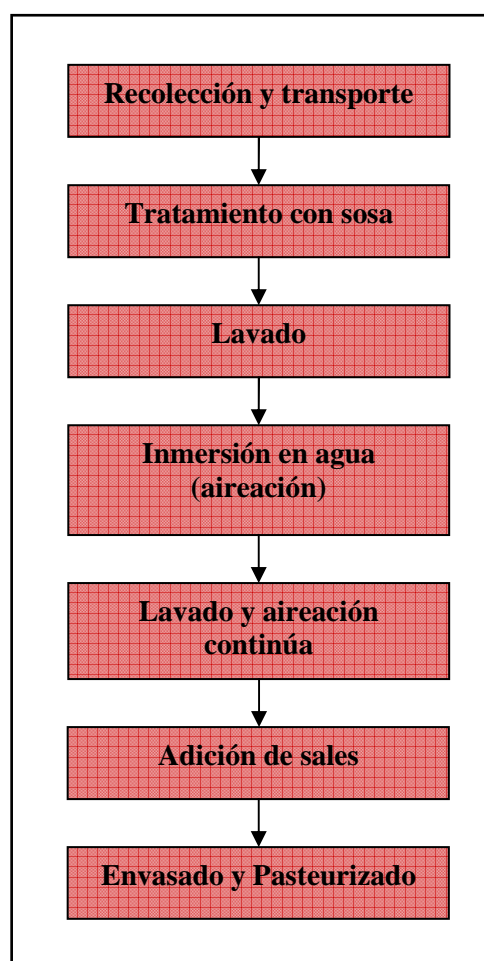 Recolección y transporte
Tratamiento con sosa
Lavado
Inmersión en agua
(aireación)
Lavado y aireación
continúa
Adición de sales
Envasado y Pasteurizado